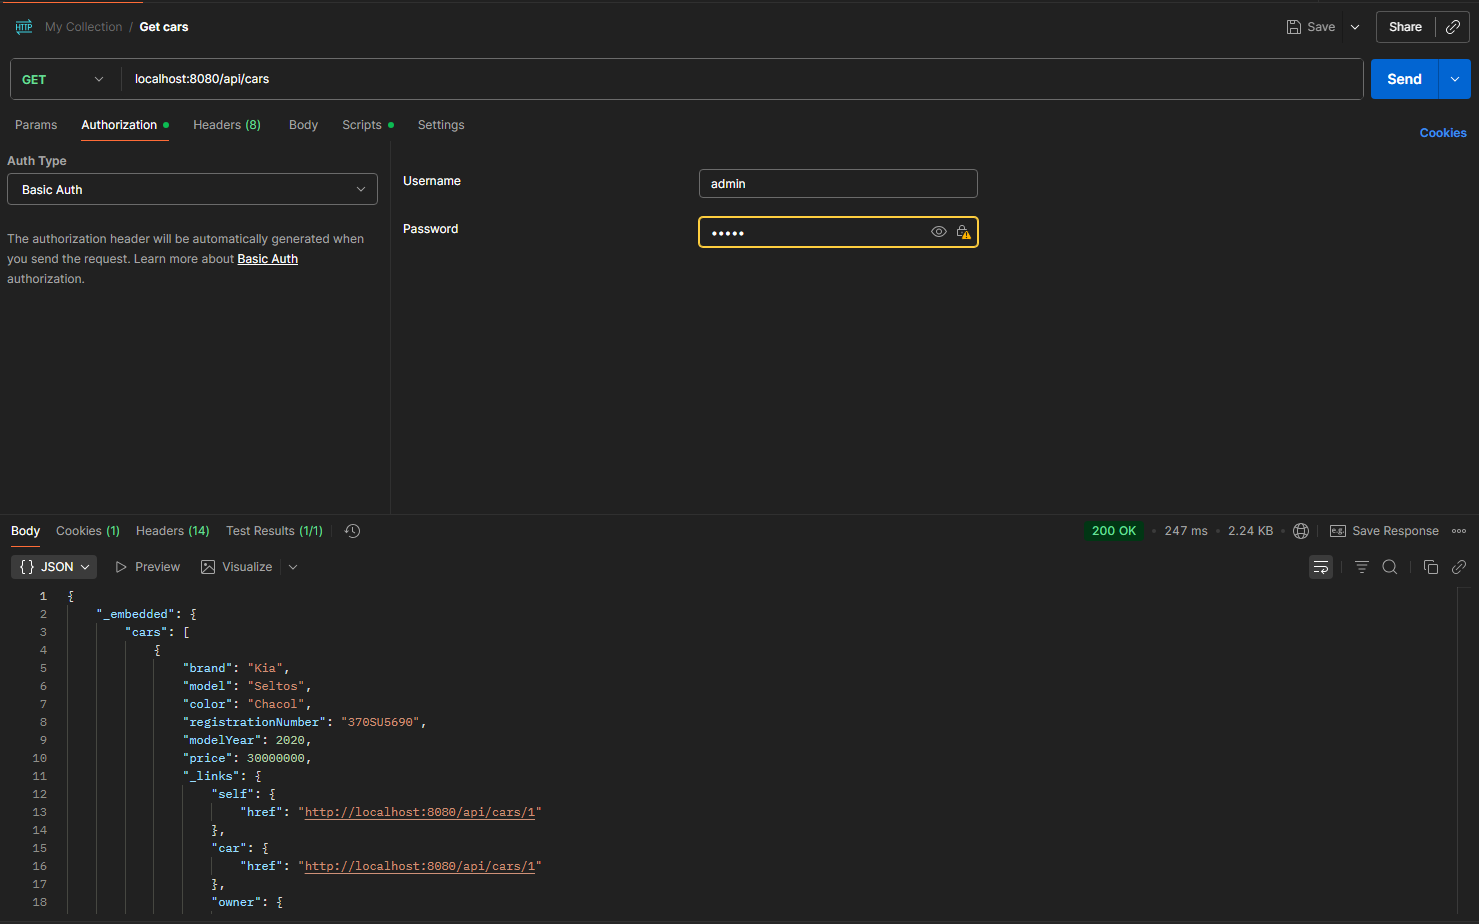 HTTP My Collection / Get cars Save Share
GET localhost:8080/api/cars Send
Params Authorization Headers (8) Body Scripts Settings Cookies
Auth Type
Basic Auth
The authorization header will be automatically generated when
you send the request. Learn more about Basic Auth
authorization.
Username admin
Password •••••
Body Cookies (1) Headers (14) Test Results (1/1) 200 OK • 247 ms • 2.24 KB • e.g. Save Response
{} JSON Preview Visualize
1 {
2 "_embedded": {
3 "cars": [
4 {
5 "brand": "Kia",
6 "model": "Seltos",
7 "color": "Chacol",
8 "registrationNumber": "370SU5690",
9 "modelYear": 2020,
10 "price": 30000000,
11 "_links": {
12 "self": {
13 "href": "http://localhost:8080/api/cars/1"
14 },
15 "car": {
16 "href": "http://localhost:8080/api/cars/1"
17 },
18 "owner": {